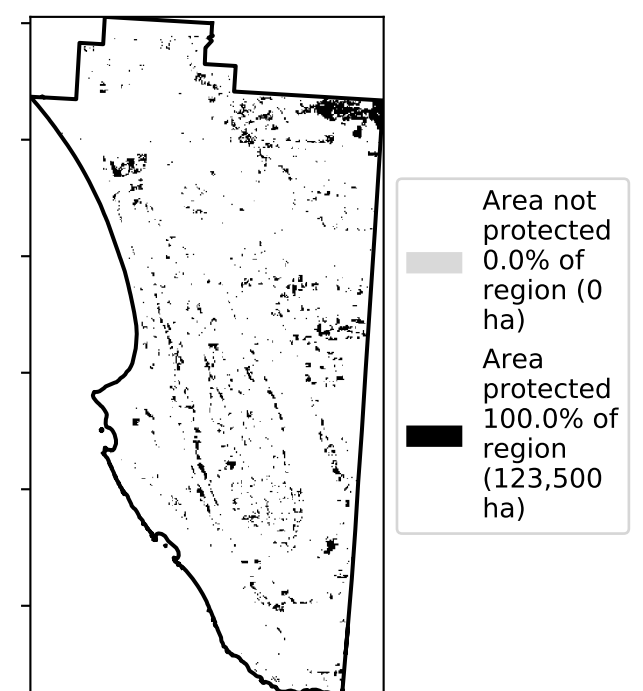 Area not
protected
0.0% of
region (0
ha)
Area
protected
100.0% of
region
(123,500
ha)